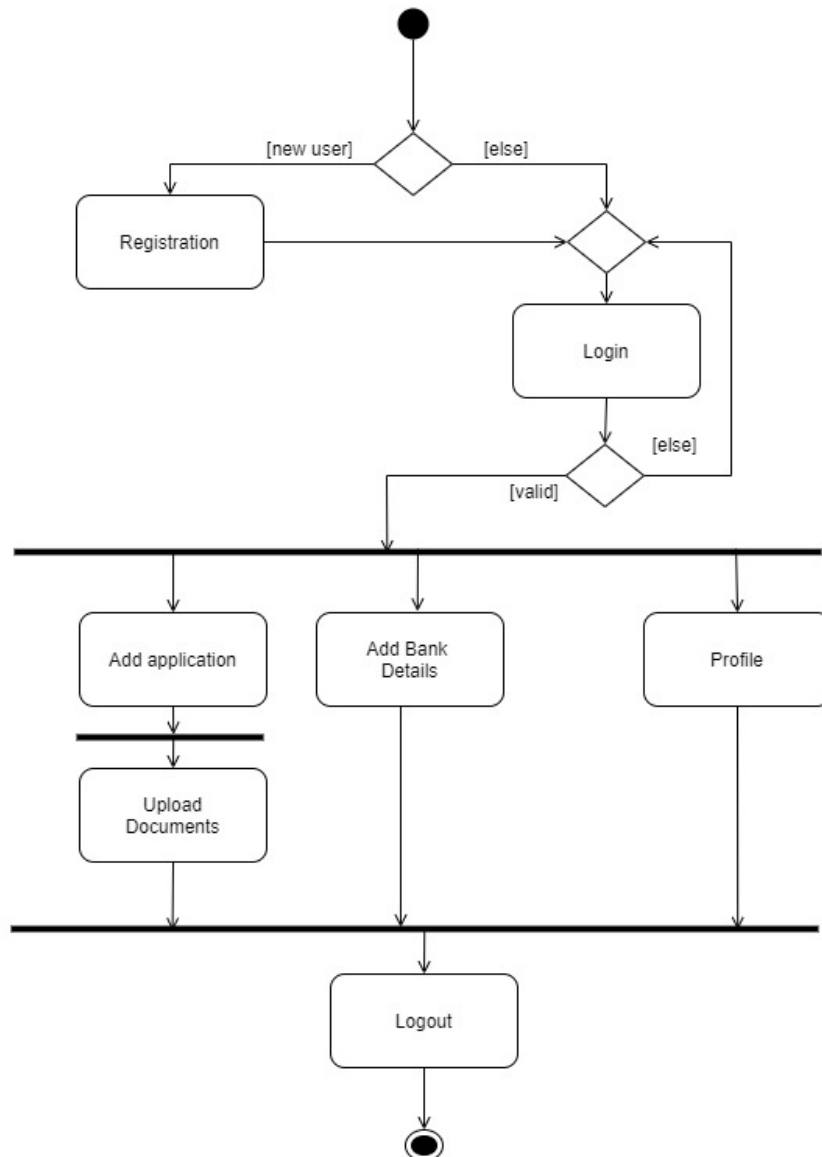 [new user]
[else]
Registration
Login
[else]
[valid]
Add application
Add Bank
Details
Profile
Upload
Documents
Logout